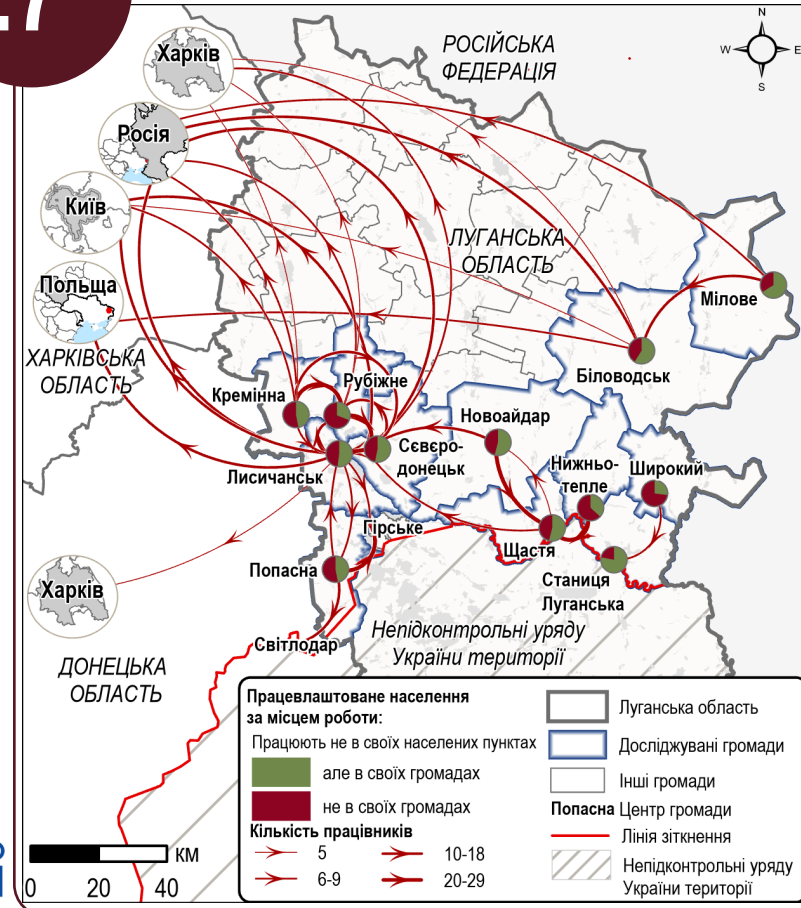 Харків
РОСІЙСЬКА
ФЕДЕРАЦІЯ
N
W
E
S
Росія
Київ
ЛУГАНСЬКА
ОБЛАСТЬ
Польща
Мілове
ХАРКІВСЬКА
ОБЛАСТЬ
Біловодськ
Кремінна
Рубіжне
Новоайдар
Сєвєро-
донецьк
Нижньо-
тепле
Широкий
Лисичанськ
Гірське
Щастя
Попасна
Станиця
Луганська
Харків
Світлодар
Непідконтрольні уряду
України території
ДОНЕЦЬКА
ОБЛАСТЬ
Працевлаштоване населення
за місцем роботи:
Працюють не в своїх населених пунктах
але в своїх громадах
не в своїх громадах
Кількість працівників
5
10-18
6-9
20-29
Луганська область
Досліджувані громади
Інші громади
Попасна Центр громади
Лінія зіткнення
Непідконтрольні уряду
України території
КМ
0 20 40